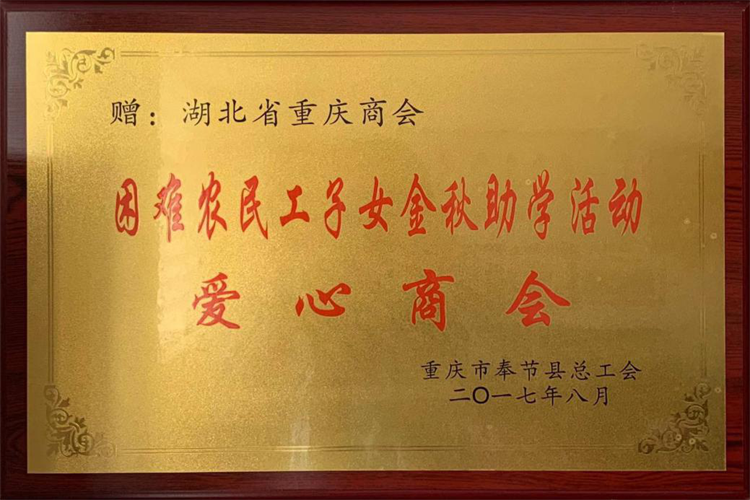 赠：湖北省重庆商会
困难农民工子女金秋助学活动
爱心商会
重庆市奉节县总工会
二〇一七年八月